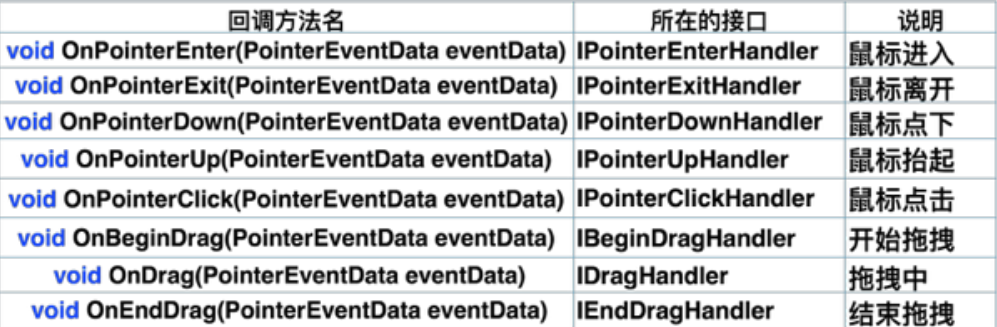 回调方法名 所在的接口 说明
void OnPointerEnter(PointerEventData eventData) IPointerEnterHandler 鼠标进入
void OnPointerExit(PointerEventData eventData) IPointerExitHandler 鼠标离开
void OnPointerDown(PointerEventData eventData) IPointerDownHandler 鼠标点下
void OnPointerUp(PointerEventData eventData) IPointerUpHandler 鼠标抬起
void OnPointerClick(PointerEventData eventData) IPointerClickHandler 鼠标点击
void OnBeginDrag(PointerEventData eventData) IBeginDragHandler 开始拖拽
void OnDrag(PointerEventData eventData) IDragHandler 拖拽中
void OnEndDrag(PointerEventData eventData) IEndDragHandler 结束拖拽